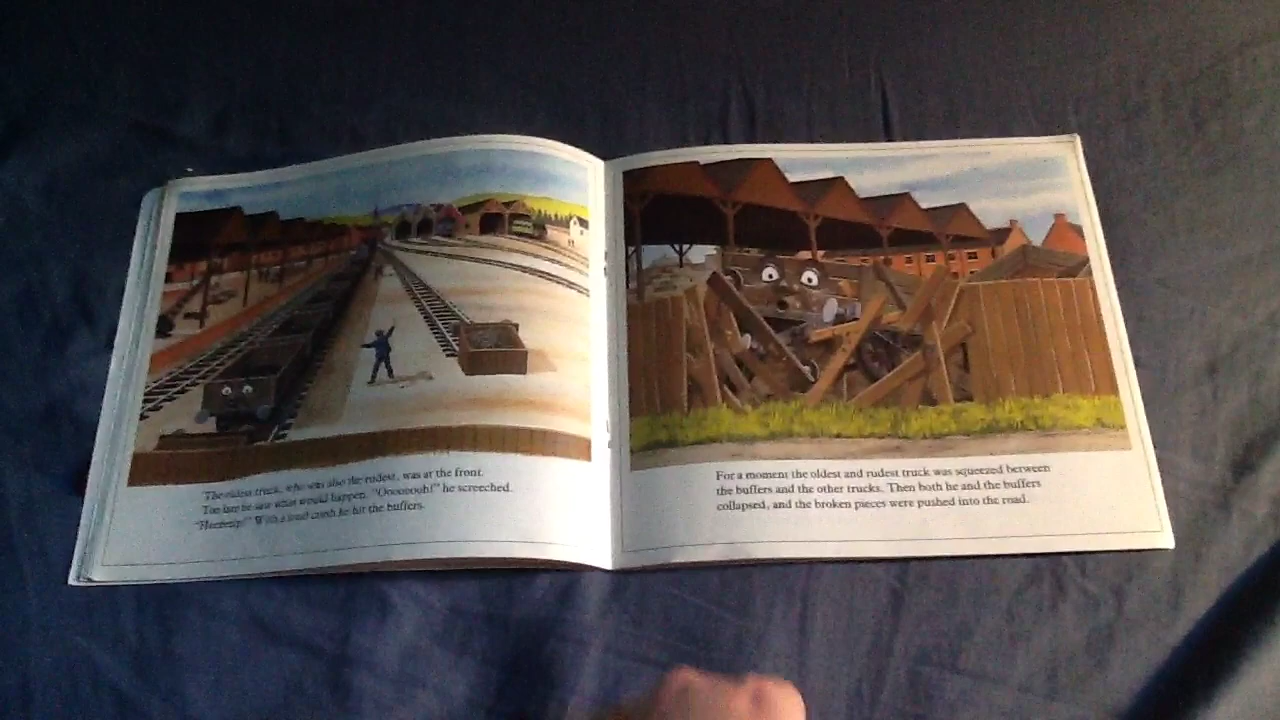 The oldest truck, who was also the rudest, was at the front.
Too late he saw what would happen. "Ooooooouh!" he screeched.
"Heeeeelp!" With a loud crash he hit the buffers.
For a moment the oldest and rudest truck was squeezed between
the buffers and the other trucks. Then both he and the buffers
collapsed, and the broken pieces were pushed into the road.